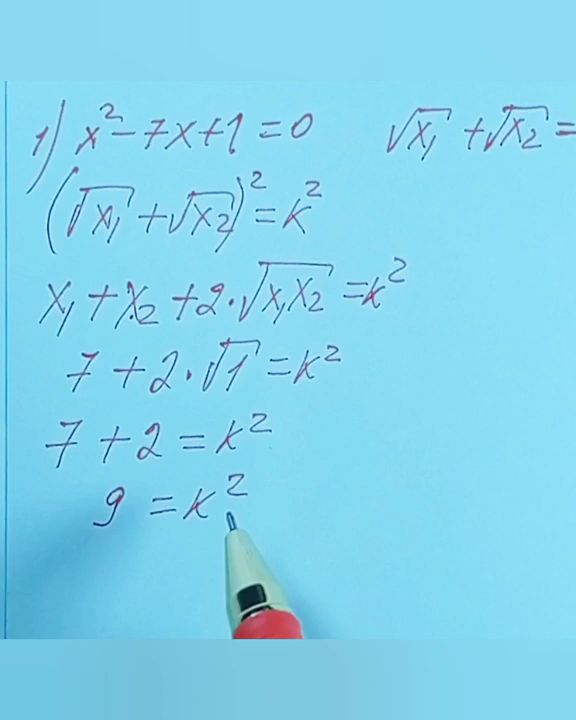 1) x² - 7x + 1 = 0 √x₁ + √x₂ =
(√x₁ + √x₂)² = k²
x₁ + x₂ + 2·√x₁x₂ = k²
7 + 2·√1 = k²
7 + 2 = k²
9 = k²